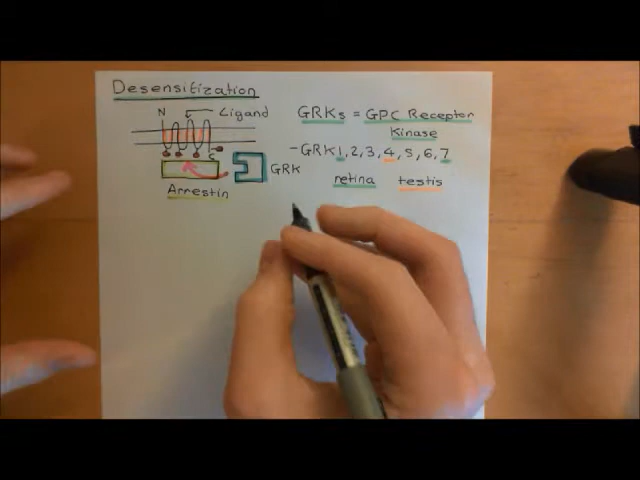 Desensitization
N
Ligand
C
GRK
Arrestin
GRKs = GPC Receptor
Kinase
- GRK1, 2, 3, 4, 5, 6, 7
retina testis